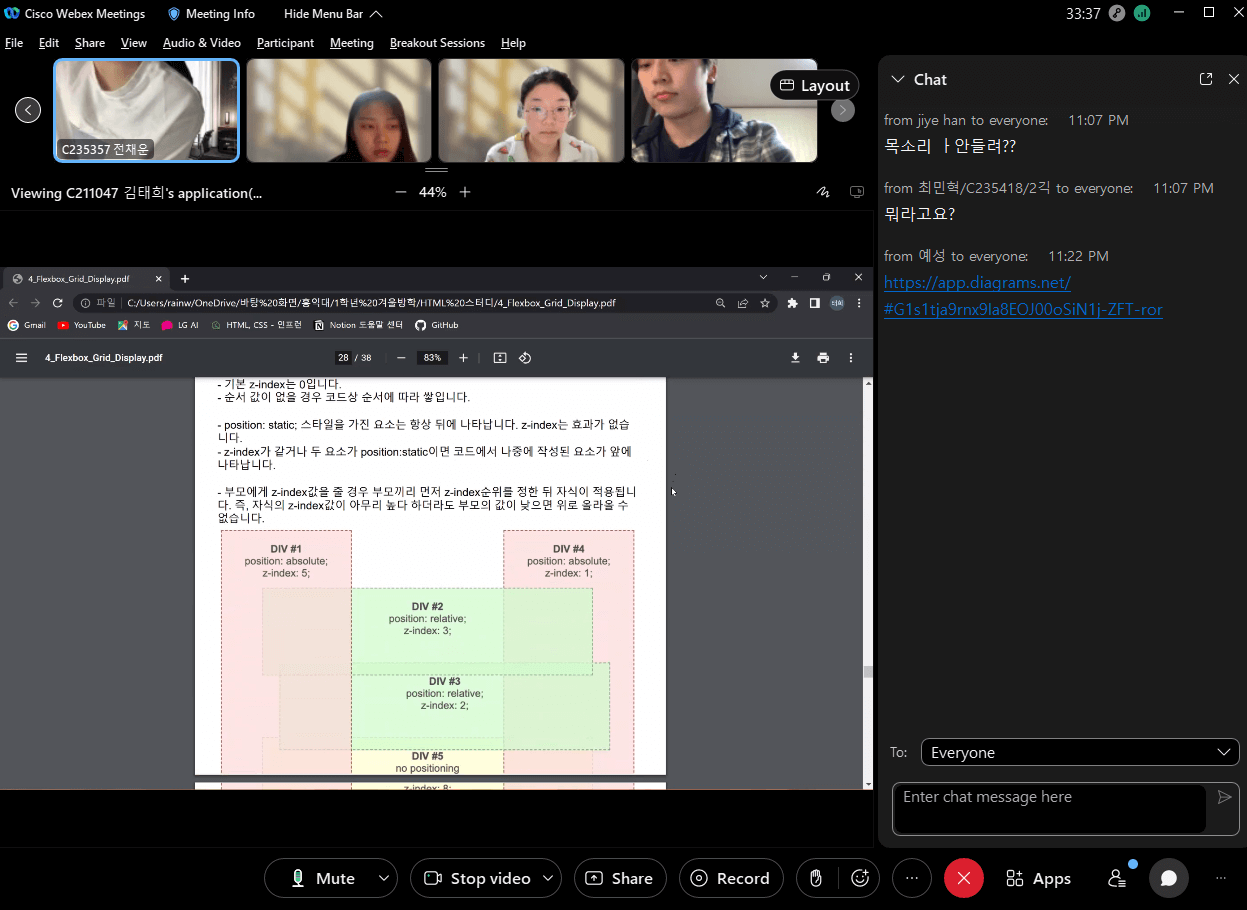 Cisco Webex Meetings Meeting Info Hide Menu Bar 33:37
File Edit Share View Audio & Video Participant Meeting Breakout Sessions Help
Layout
C235357 전채운
Viewing C211047 김태희's application(... 44%
4_Flexbox_Grid_Display.pdf
파일 C:/Users/rainw/OneDrive/바탕%20화면/홍익대/1학년%20겨울방학/HTML%20스터디/4_Flexbox_Grid_Display.pdf
Gmail YouTube 지도 LG AI HTML, CSS - 인프런 Notion 도움말 센터 GitHub
4_Flexbox_Grid_Display.pdf 28 / 38 83%
- 기본 z-index는 0입니다.
- 순서 값이 없을 경우 코드상 순서에 따라 쌓입니다.
- position: static; 스타일을 가진 요소는 항상 뒤에 나타납니다. z-index는 효과가 없습
니다.
- z-index가 같거나 두 요소가 position:static이면 코드에서 나중에 작성된 요소가 앞에
나타납니다.
- 부모에게 z-index값을 줄 경우 부모끼리 먼저 z-index순위를 정한 뒤 자식이 적용됩니
다. 즉, 자식의 z-index값이 아무리 높다 하더라도 부모의 값이 낮으면 위로 올라올 수
없습니다.
DIV #1
position: absolute;
z-index: 5;
DIV #4
position: absolute;
z-index: 1;
DIV #2
position: relative;
z-index: 3;
DIV #3
position: relative;
z-index: 2;
DIV #5
no positioning
z-index: 8;
Chat
from jiye han to everyone: 11:07 PM
목소리 ㅏ안들려??
from 최민혁/C235418/2긱 to everyone: 11:07 PM
뭐라고요?
from 예성 to everyone: 11:22 PM
https://app.diagrams.net/
#G1s1tja9rnx9la8EOJ00oSiN1j-ZFT-ror
To: Everyone
Enter chat message here
Mute Stop video Share Record Apps